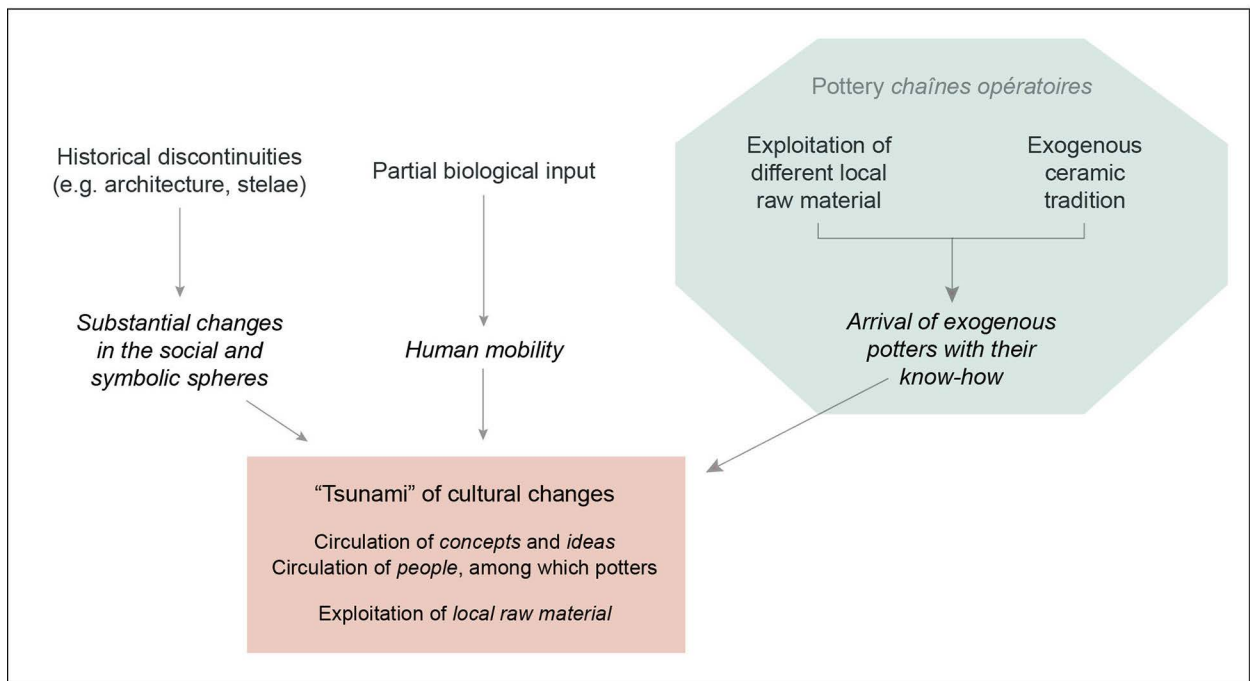 Historical discontinuities
(e.g. architecture, stelae)
Substantial changes
in the social and
symbolic spheres
Partial biological input
Human mobility
Pottery chaînes opératoires
Exploitation of
different local
raw material
Exogenous
ceramic
tradition
Arrival of exogenous
potters with their
know-how
“Tsunami” of cultural changes
Circulation of concepts and ideas
Circulation of people, among which potters
Exploitation of local raw material